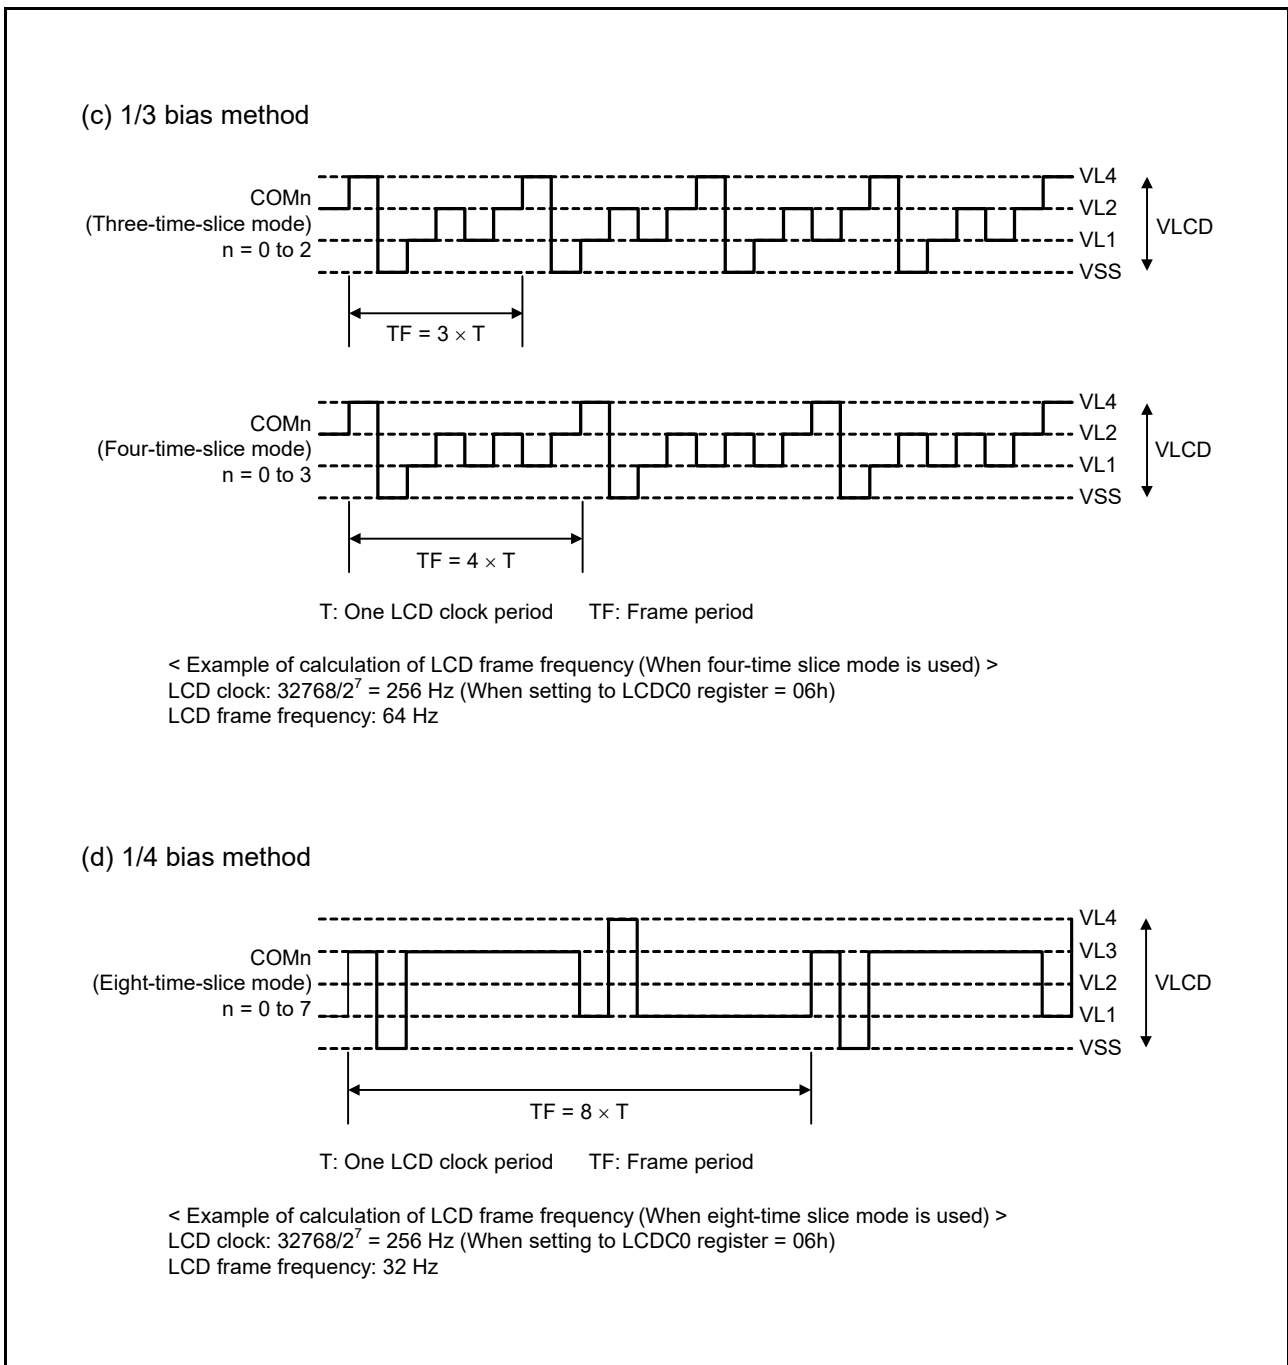 (c) 1/3 bias method
COMn
(Three-time-slice mode)
n = 0 to 2
VL4
VL2
VL1
VSS
VLCD
TF = 3 × T
COMn
(Four-time-slice mode)
n = 0 to 3
VL4
VL2
VL1
VSS
VLCD
TF = 4 × T
T: One LCD clock period TF: Frame period
< Example of calculation of LCD frame frequency (When four-time slice mode is used) >
LCD clock: 32768/2⁷ = 256 Hz (When setting to LCDC0 register = 06h)
LCD frame frequency: 64 Hz
(d) 1/4 bias method
COMn
(Eight-time-slice mode)
n = 0 to 7
VL4
VL3
VL2
VL1
VSS
VLCD
TF = 8 × T
T: One LCD clock period TF: Frame period
< Example of calculation of LCD frame frequency (When eight-time slice mode is used) >
LCD clock: 32768/2⁷ = 256 Hz (When setting to LCDC0 register = 06h)
LCD frame frequency: 32 Hz